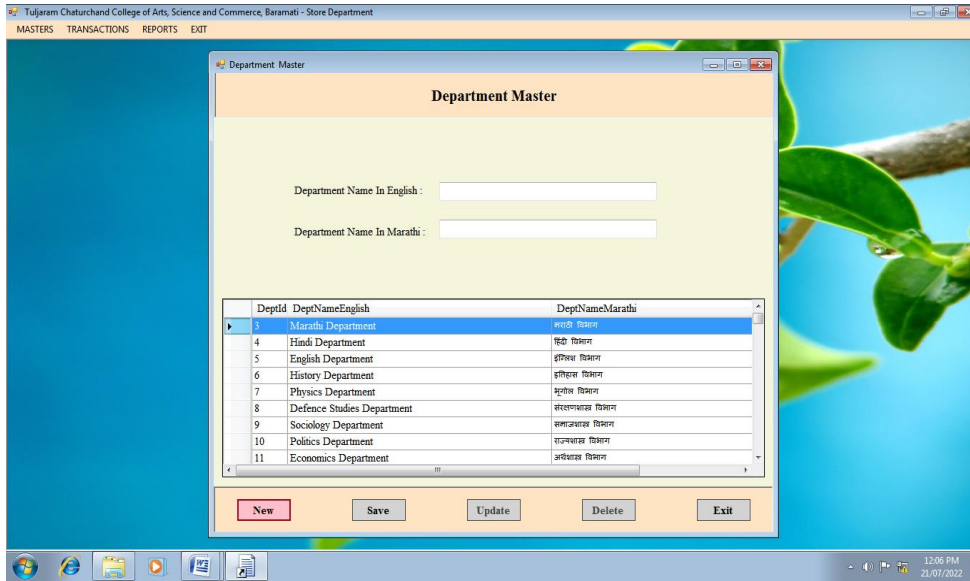 Tuljaram Chaturchand College of Arts, Science and Commerce, Baramati - Store Department
MASTERS TRANSACTIONS REPORTS EXIT
Department Master
Department Master
Department Name In English :
Department Name In Marathi :
DeptId DeptNameEnglish DeptNameMarathi
3 Marathi Department मराठी विभाग
4 Hindi Department हिंदी विभाग
5 English Department इंग्लिश विभाग
6 History Department इतिहास विभाग
7 Physics Department भूगोल विभाग
8 Defence Studies Department संरक्षणशास्त्र विभाग
9 Sociology Department समाजशास्त्र विभाग
10 Politics Department राज्यशास्त्र विभाग
11 Economics Department अर्थशास्त्र विभाग
New Save Update Delete Exit
12:06 PM
21/07/2022